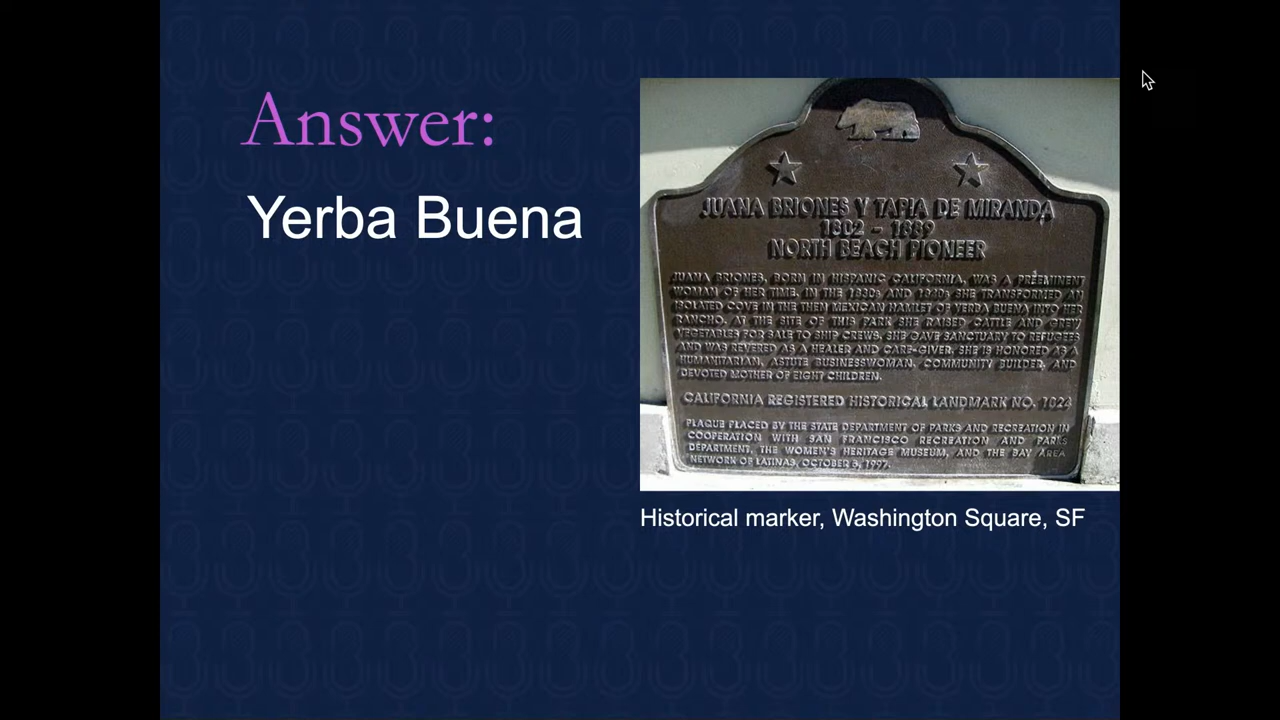 Answer:
Yerba Buena
JUANA BRIONES Y TAPIA DE MIRANDA
1802 - 1889
NORTH BEACH PIONEER
JUANA BRIONES, BORN IN HISPANIC CALIFORNIA, WAS A PREEMINENT
WOMAN OF HER TIME. IN THE 1830s AND 1840s SHE TRANSFORMED AN
ISOLATED COVE IN THE THEN MEXICAN HAMLET OF YERBA BUENA INTO HER
RANCHO. AT THE SITE OF THIS PARK SHE RAISED CATTLE AND GREW
VEGETABLES FOR SALE TO SHIP CREWS. SHE GAVE SANCTUARY TO REFUGEES
AND WAS REVERED AS A HEALER AND CARE-GIVER. SHE IS HONORED AS A
HUMANITARIAN, ASTUTE BUSINESSWOMAN, COMMUNITY BUILDER, AND
DEVOTED MOTHER OF EIGHT CHILDREN.
CALIFORNIA REGISTERED HISTORICAL LANDMARK NO. 1024
PLAQUE PLACED BY THE STATE DEPARTMENT OF PARKS AND RECREATION IN
COOPERATION WITH SAN FRANCISCO RECREATION AND PARKS
DEPARTMENT, THE WOMEN'S HERITAGE MUSEUM, AND THE BAY AREA
NETWORK OF LATINAS, OCTOBER 5, 1997.
Historical marker, Washington Square, SF